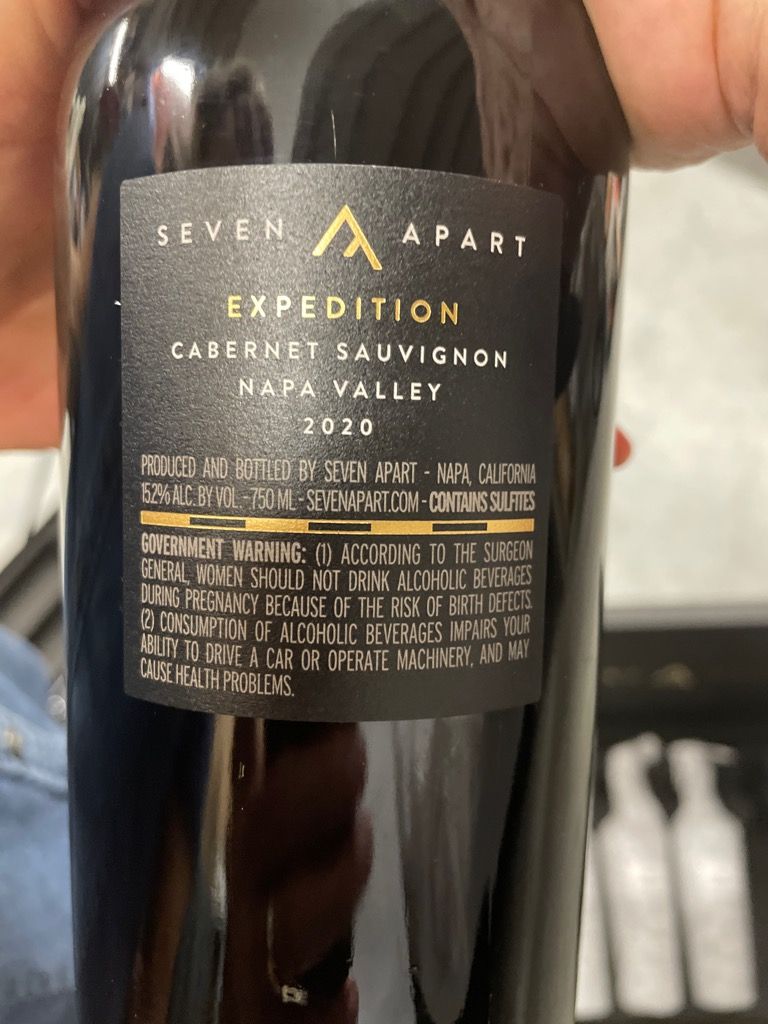 SEVEN APART
EXPEDITION
CABERNET SAUVIGNON
NAPA VALLEY
2020
PRODUCED AND BOTTLED BY SEVEN APART - NAPA, CALIFORNIA
15.2% ALC. BY VOL - 750 ML - SEVENAPART.COM - CONTAINS SULFITES
GOVERNMENT WARNING: (1) ACCORDING TO THE SURGEON
GENERAL, WOMEN SHOULD NOT DRINK ALCOHOLIC BEVERAGES
DURING PREGNANCY BECAUSE OF THE RISK OF BIRTH DEFECTS.
(2) CONSUMPTION OF ALCOHOLIC BEVERAGES IMPAIRS YOUR
ABILITY TO DRIVE A CAR OR OPERATE MACHINERY, AND MAY
CAUSE HEALTH PROBLEMS.